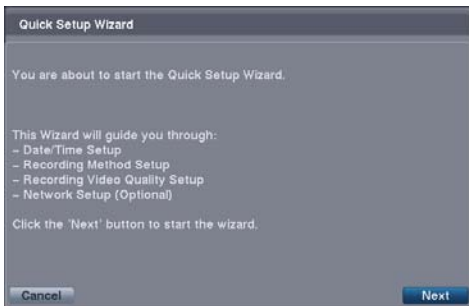 Quick Setup Wizard
You are about to start the Quick Setup Wizard.
This Wizard will guide you through:
– Date/Time Setup
– Recording Method Setup
– Recording Video Quality Setup
– Network Setup (Optional)
Click the 'Next' button to start the wizard.
Cancel
Next